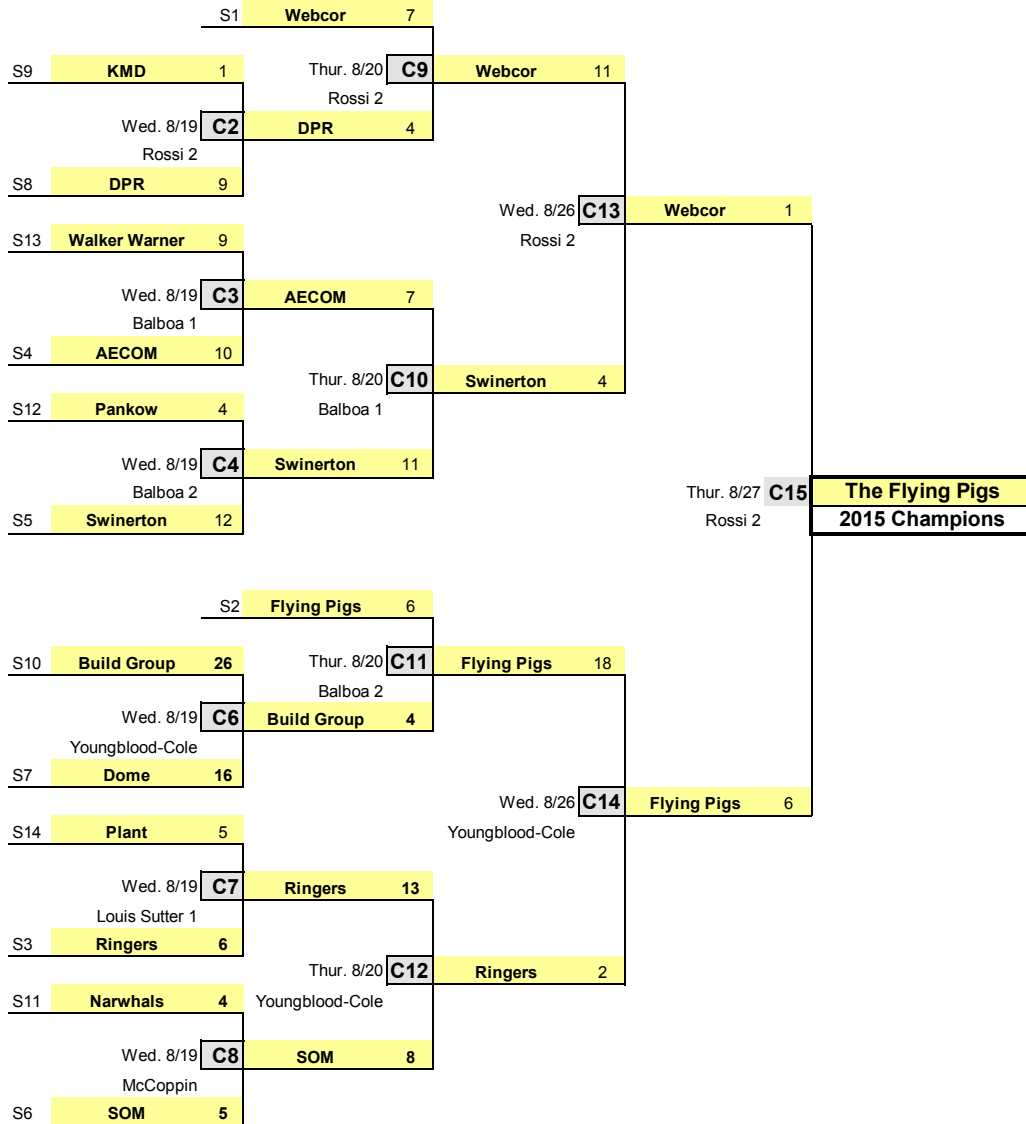 S1 Webcor 7
S9 KMD 1 Thur. 8/20 C9 Webcor 11
Rossi 2
Wed. 8/19 C2 DPR 4
Rossi 2
S8 DPR 9
Wed. 8/26 C13 Webcor 1
S13 Walker Warner 9 Rossi 2
Wed. 8/19 C3 AECOM 7
Balboa 1
S4 AECOM 10
Thur. 8/20 C10 Swinerton 4
S12 Pankow 4 Balboa 1
Wed. 8/19 C4 Swinerton 11
Balboa 2 Thur. 8/27 C15 The Flying Pigs
S5 Swinerton 12 Rossi 2 2015 Champions
S2 Flying Pigs 6
S10 Build Group 26 Thur. 8/20 C11 Flying Pigs 18
Balboa 2
Wed. 8/19 C6 Build Group 4
Youngblood-Cole
S7 Dome 16
Wed. 8/26 C14 Flying Pigs 6
S14 Plant 5 Youngblood-Cole
Wed. 8/19 C7 Ringers 13
Louis Sutter 1
S3 Ringers 6
Thur. 8/20 C12 Ringers 2
S11 Narwhals 4 Youngblood-Cole
Wed. 8/19 C8 SOM 8
McCoppin
S6 SOM 5